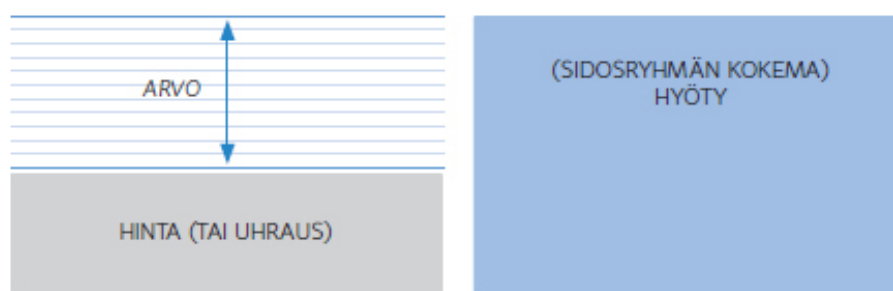 ARVO
HINTA (TAI UHRAUS)
(SIDOSRYHMÄN KOKEMA)
HYÖTY